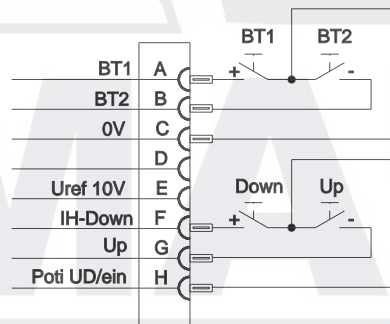 BT1 BT2
BT1 A + -
BT2 B
0V C
D
Uref 10V E Down Up
IH-Down F + -
Up G
Poti UD/ein H